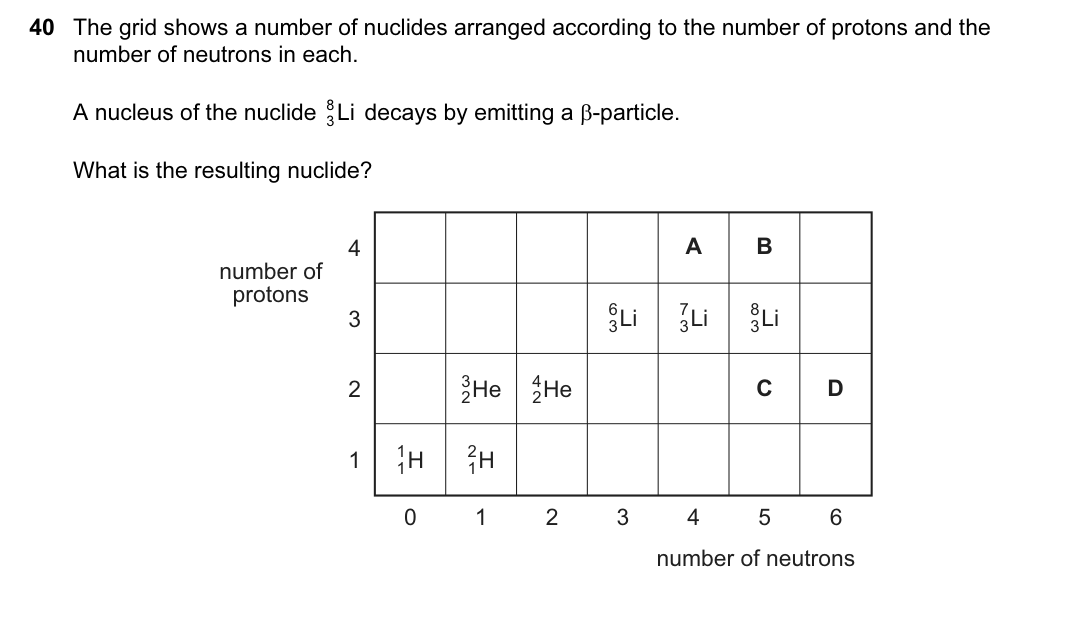 40 The grid shows a number of nuclides arranged according to the number of protons and the
number of neutrons in each.
A nucleus of the nuclide ⁸₃Li decays by emitting a β-particle.
What is the resulting nuclide?
4 A B
number of
protons
3 ⁶₃Li ⁷₃Li ⁸₃Li
2 ³₂He ⁴₂He C D
1 ¹₁H ²₁H
0 1 2 3 4 5 6
number of neutrons